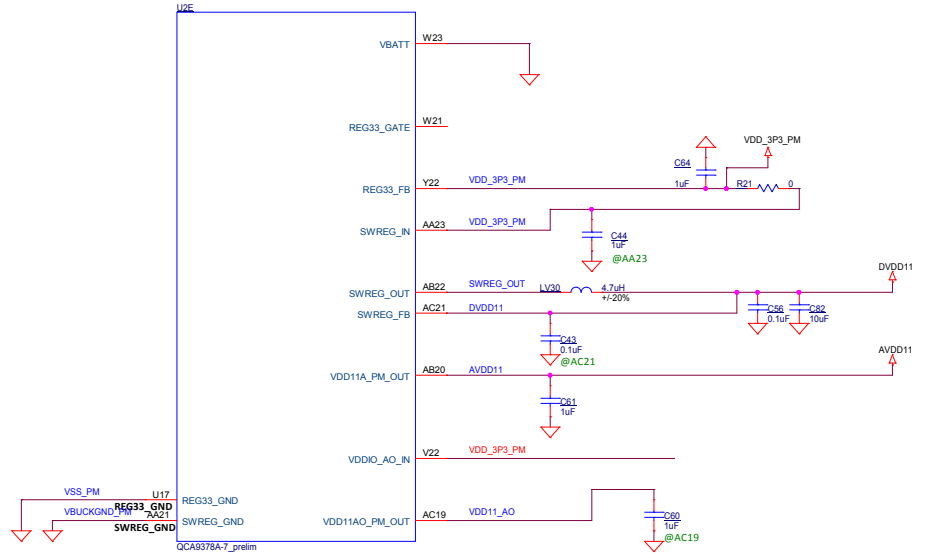 U2E
VBATT
W23
REG33_GATE
W21
C64
1uF
VDD_3P3_PM
REG33_FB
Y22
VDD_3P3_PM
R21
0
SWREG_IN
AA23
VDD_3P3_PM
C44
1uF
@AA23
SWREG_OUT
AB22
SWREG_OUT
LV30
4.7uH
+/-20%
DVDD11
SWREG_FB
AC21
DVDD11
C56
0.1uF
C82
10uF
C43
0.1uF
@AC21
AVDD11
VDD11A_PM_OUT
AB20
AVDD11
C61
1uF
VDDIO_AO_IN
V22
VDD_3P3_PM
VSS_PM
U17
REG33_GND
REG33_GND
VBUCKGND_PM
AA21
SWREG_GND
SWREG_GND
VDD11AO_PM_OUT
AC19
VDD11_AO
C60
1uF
@AC19
QCA9378A-7_prelim